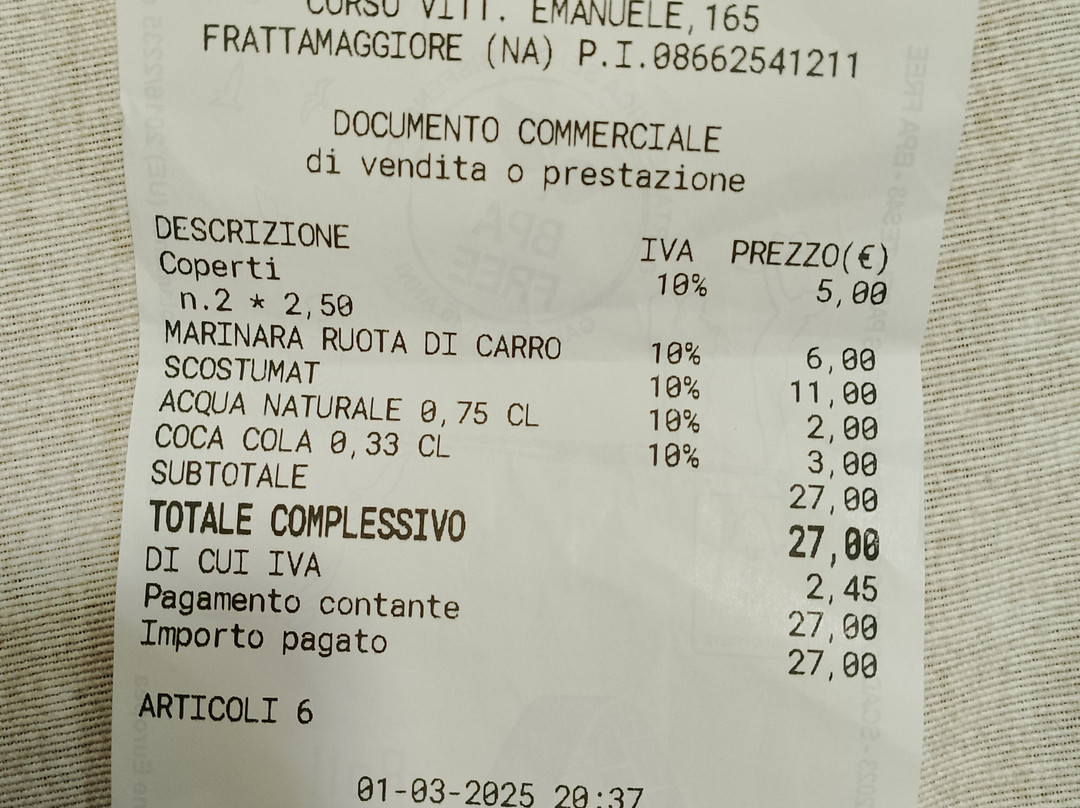 CORSO VITT. EMANUELE,165
FRATTAMAGGIORE (NA) P.I.08662541211
DOCUMENTO COMMERCIALE
di vendita o prestazione
DESCRIZIONE IVA PREZZO(€)
Coperti 10% 5,00
n.2 * 2,50
MARINARA RUOTA DI CARRO 10% 6,00
SCOSTUMAT 10% 11,00
ACQUA NATURALE 0,75 CL 10% 2,00
COCA COLA 0,33 CL 10% 3,00
SUBTOTALE 27,00
TOTALE COMPLESSIVO 27,00
DI CUI IVA 2,45
Pagamento contante 27,00
Importo pagato 27,00
ARTICOLI 6
01-03-2025 20:37